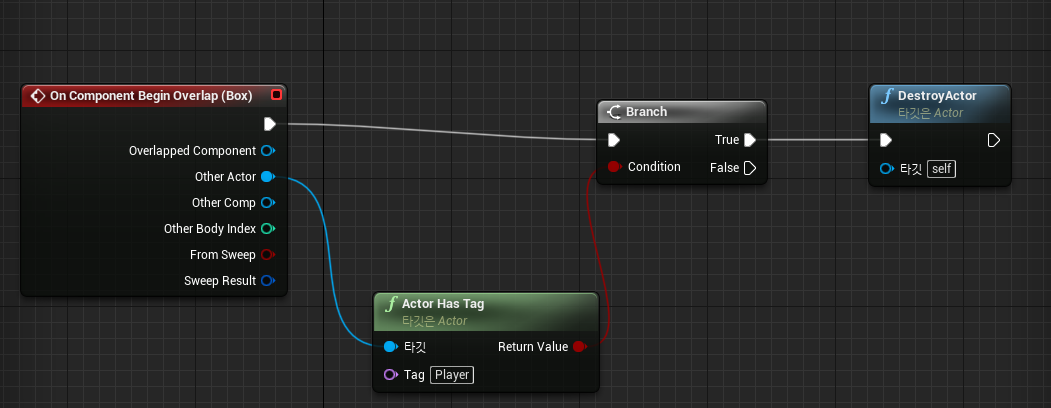 On Component Begin Overlap (Box)
Overlapped Component
Other Actor
Other Comp
Other Body Index
From Sweep
Sweep Result
Actor Has Tag
타깃은 Actor
타깃
Return Value
Tag Player
Branch
True
Condition
False
DestroyActor
타깃은 Actor
타깃 self